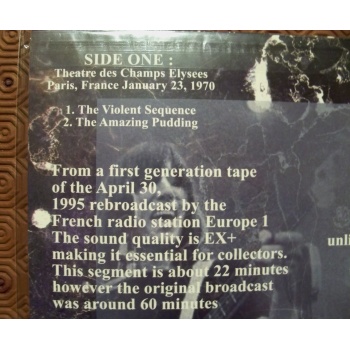 SIDE ONE :
Theatre des Champs Elysees
Paris, France January 23, 1970
1. The Violent Sequence
2. The Amazing Pudding
From a first generation tape
of the April 30,
1995 rebroadcast by the
French radio station Europe 1
The sound quality is EX+
making it essential for collectors.
This segment is about 22 minutes
however the original broadcast
was around 60 minutes
unli